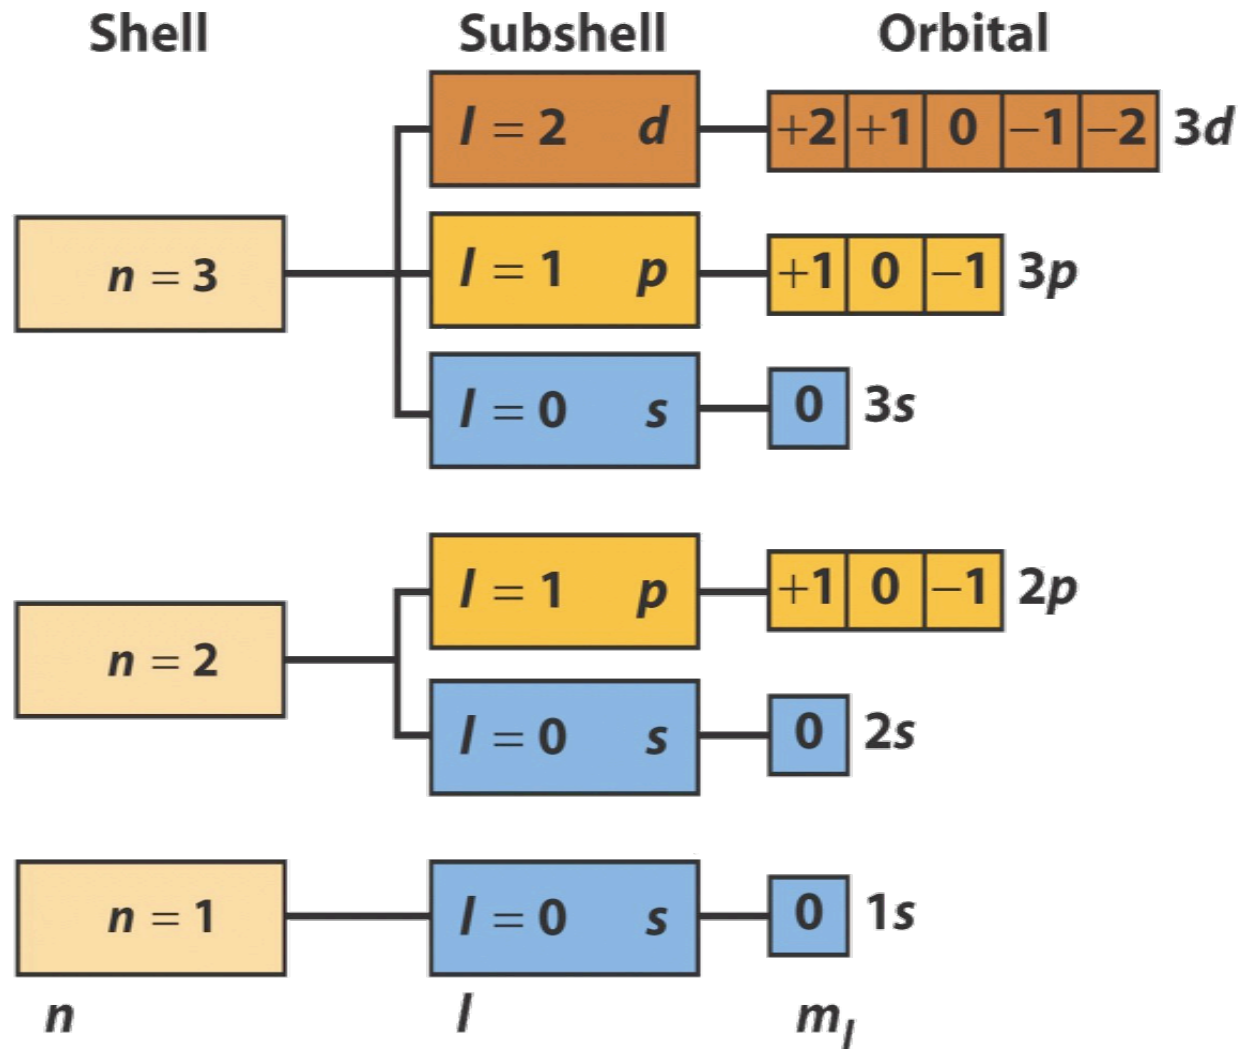 Shell Subshell Orbital
l = 2 d +2 +1 0 −1 −2 3d
n = 3 l = 1 p +1 0 −1 3p
l = 0 s 0 3s
l = 1 p +1 0 −1 2p
n = 2
l = 0 s 0 2s
n = 1 l = 0 s 0 1s
n l ml